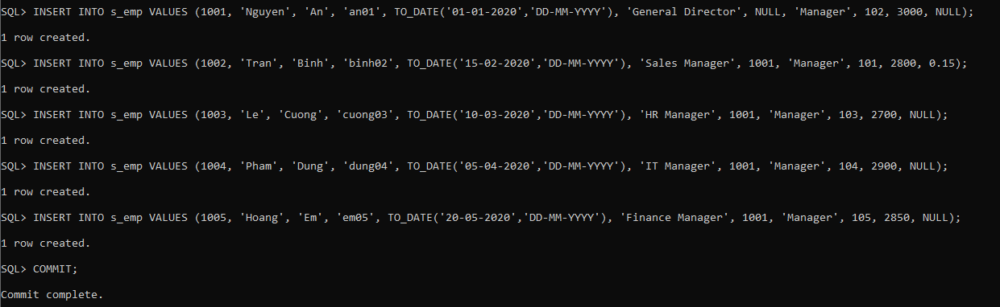 SQL> INSERT INTO s_emp VALUES (1001, 'Nguyen', 'An', 'an01', TO_DATE('01-01-2020','DD-MM-YYYY'), 'General Director', NULL, 'Manager', 102, 3000, NULL);
1 row created.
SQL> INSERT INTO s_emp VALUES (1002, 'Tran', 'Binh', 'binh02', TO_DATE('15-02-2020','DD-MM-YYYY'), 'Sales Manager', 1001, 'Manager', 101, 2800, 0.15);
1 row created.
SQL> INSERT INTO s_emp VALUES (1003, 'Le', 'Cuong', 'cuong03', TO_DATE('10-03-2020','DD-MM-YYYY'), 'HR Manager', 1001, 'Manager', 103, 2700, NULL);
1 row created.
SQL> INSERT INTO s_emp VALUES (1004, 'Pham', 'Dung', 'dung04', TO_DATE('05-04-2020','DD-MM-YYYY'), 'IT Manager', 1001, 'Manager', 104, 2900, NULL);
1 row created.
SQL> INSERT INTO s_emp VALUES (1005, 'Hoang', 'Em', 'em05', TO_DATE('20-05-2020','DD-MM-YYYY'), 'Finance Manager', 1001, 'Manager', 105, 2850, NULL);
1 row created.
SQL> COMMIT;
Commit complete.